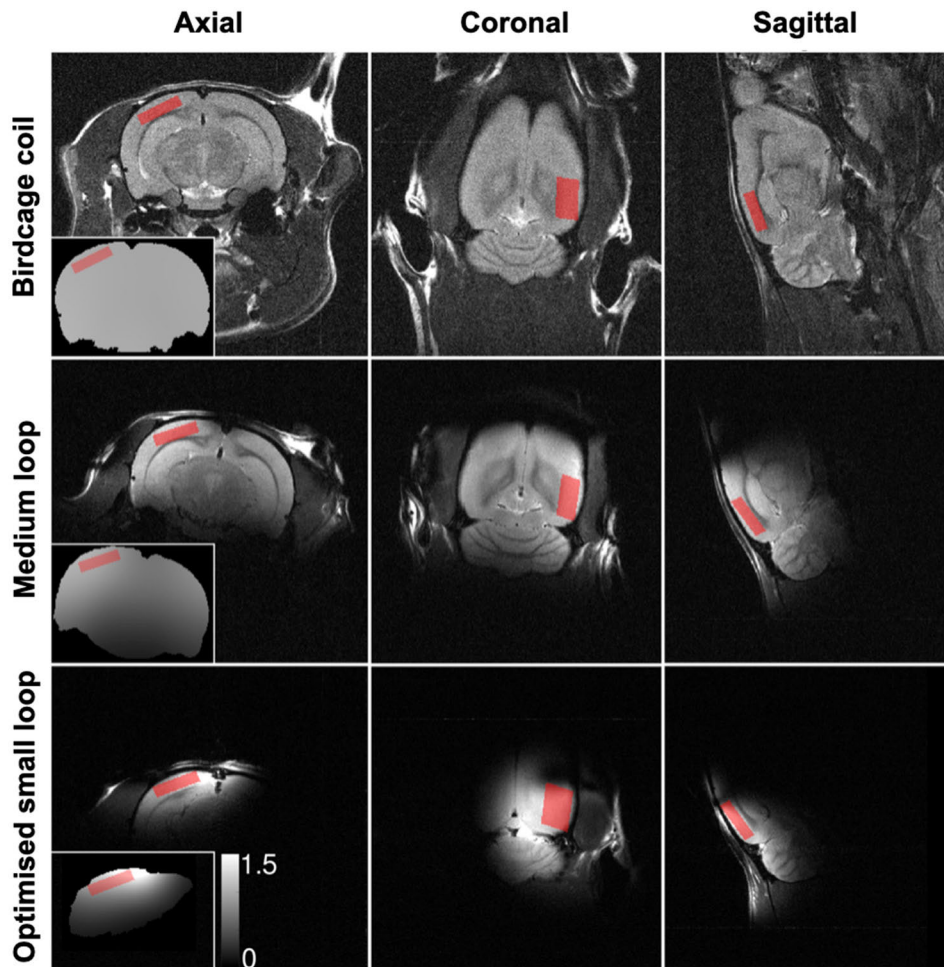 Axial
Coronal
Sagittal
Birdcage coil
Medium loop
Optimised small loop
1.5
0